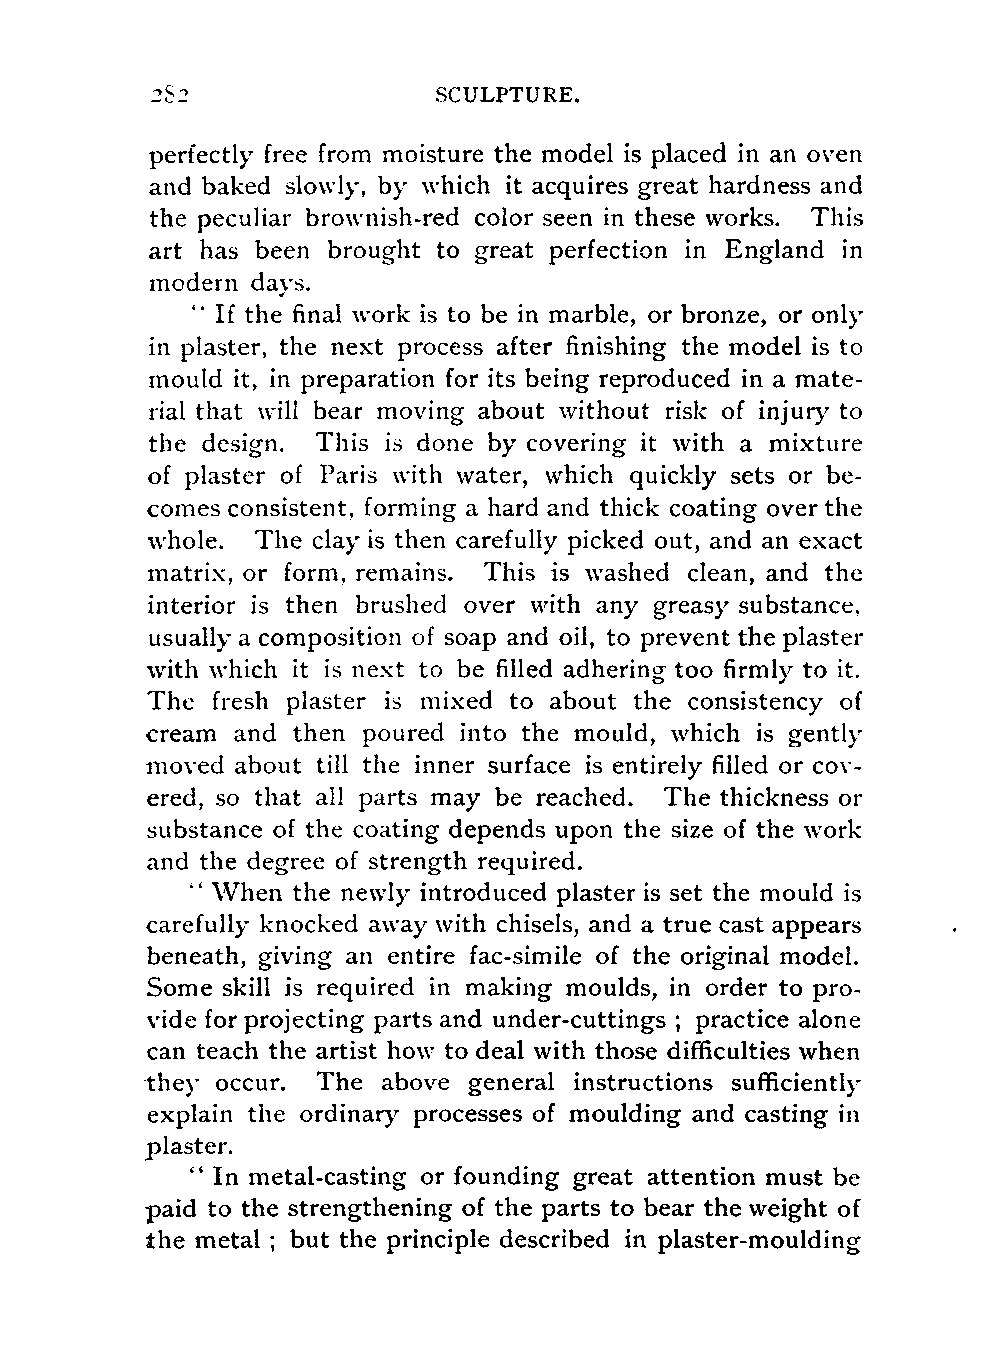 282 SCULPTURE.
perfectly free from moisture the model is placed in an oven
and baked slowly, by which it acquires great hardness and
the peculiar brownish-red color seen in these works. This
art has been brought to great perfection in England in
modern days.
“ If the final work is to be in marble, or bronze, or only
in plaster, the next process after finishing the model is to
mould it, in preparation for its being reproduced in a mate-
rial that will bear moving about without risk of injury to
the design. This is done by covering it with a mixture
of plaster of Paris with water, which quickly sets or be-
comes consistent, forming a hard and thick coating over the
whole. The clay is then carefully picked out, and an exact
matrix, or form, remains. This is washed clean, and the
interior is then brushed over with any greasy substance,
usually a composition of soap and oil, to prevent the plaster
with which it is next to be filled adhering too firmly to it.
The fresh plaster is mixed to about the consistency of
cream and then poured into the mould, which is gently
moved about till the inner surface is entirely filled or cov-
ered, so that all parts may be reached. The thickness or
substance of the coating depends upon the size of the work
and the degree of strength required.
“ When the newly introduced plaster is set the mould is
carefully knocked away with chisels, and a true cast appears
beneath, giving an entire fac-simile of the original model.
Some skill is required in making moulds, in order to pro-
vide for projecting parts and under-cuttings ; practice alone
can teach the artist how to deal with those difficulties when
they occur. The above general instructions sufficiently
explain the ordinary processes of moulding and casting in
plaster.
“ In metal-casting or founding great attention must be
paid to the strengthening of the parts to bear the weight of
the metal ; but the principle described in plaster-moulding